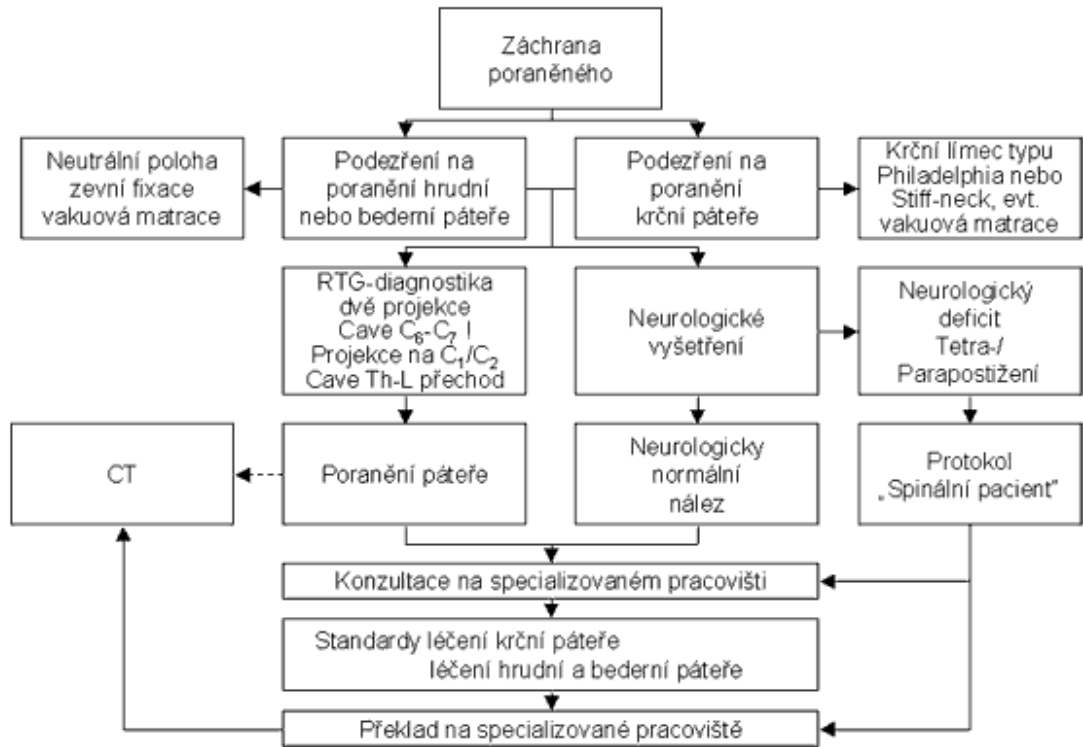 Záchrana
poraněného
Neutrální poloha
zevní fixace
vakuová matrace
Podezření na
poranění hrudní
nebo bederní páteře
Podezření na
poranění
krční páteře
Krční límec typu
Philadelphia nebo
Stiff-neck, evt.
vakuová matrace
RTG-diagnostika
dvě projekce
Cave C₆-C₇ !
Projekce na C₁/C₂
Cave Th-L přechod
Neurologické
vyšetření
Neurologický
deficit
Tetra-/
Parapostižení
CT
Poranění páteře
Neurologicky
normální
nález
Protokol
„Spinální pacient"
Konzultace na specializovaném pracovišti
Standardy léčení krční páteře
léčení hrudní a bederní páteře
Překlad na specializované pracoviště